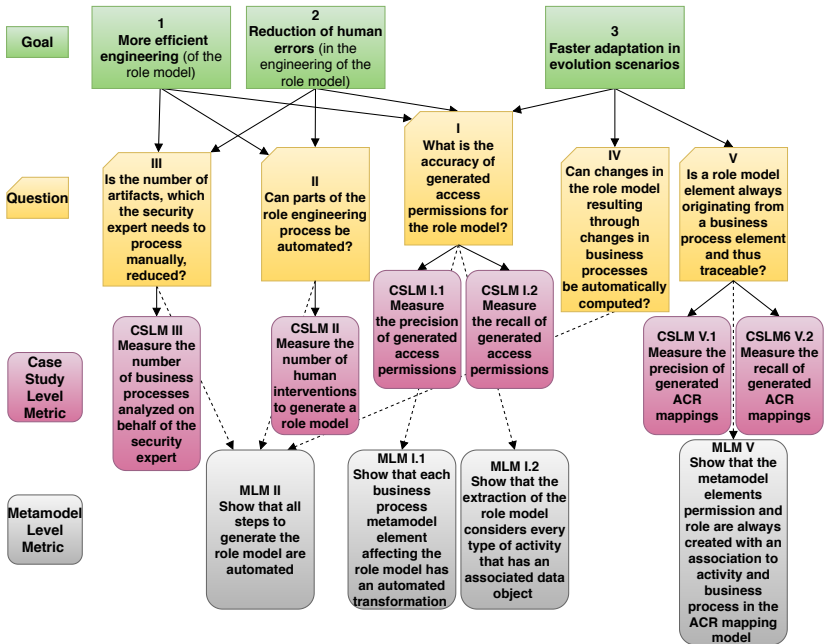 Goal
1
More efficient
engineering (of the
role model)
2
Reduction of human
errors (in the
engineering of the
role model)
3
Faster adaptation in
evolution scenarios
Question
III
Is the number of
artifacts, which
the security
expert needs to
process
manually,
reduced?
II
Can parts of the
role engineering
process be
automated?
I
What is the
accuracy of
generated
access
permissions for
the role model?
IV
Can changes in
the role model
resulting
through
changes in
business
processes
be automatically
computed?
V
Is a role model
element always
originating from
a business
process element
and thus
traceable?
Case
Study
Level
Metric
CSLM III
Measure the
number
of business
processes
analyzed on
behalf of the
security
expert
CSLM II
Measure the
number of
human
interventions
to generate a
role model
CSLM I.1
Measure
the precision
of generated
access
permissions
CSLM I.2
Measure
the recall of
generated
access
permissions
CSLM V.1
Measure the
precision of
generated
ACR
mappings
CSLM6 V.2
Measure the
recall of
generated
ACR
mappings
Metamodel
Level
Metric
MLM II
Show that all
steps to
generate the
role model are
automated
MLM I.1
Show that each
business
process
metamodel
element
affecting the
role model has
an automated
transformation
MLM I.2
Show that the
extraction of the
role model
considers every
type of activity
that has an
associated data
object
MLM V
Show that the
metamodel
elements
permission and
role are always
created with an
association to
activity and
business
process in the
ACR mapping
model